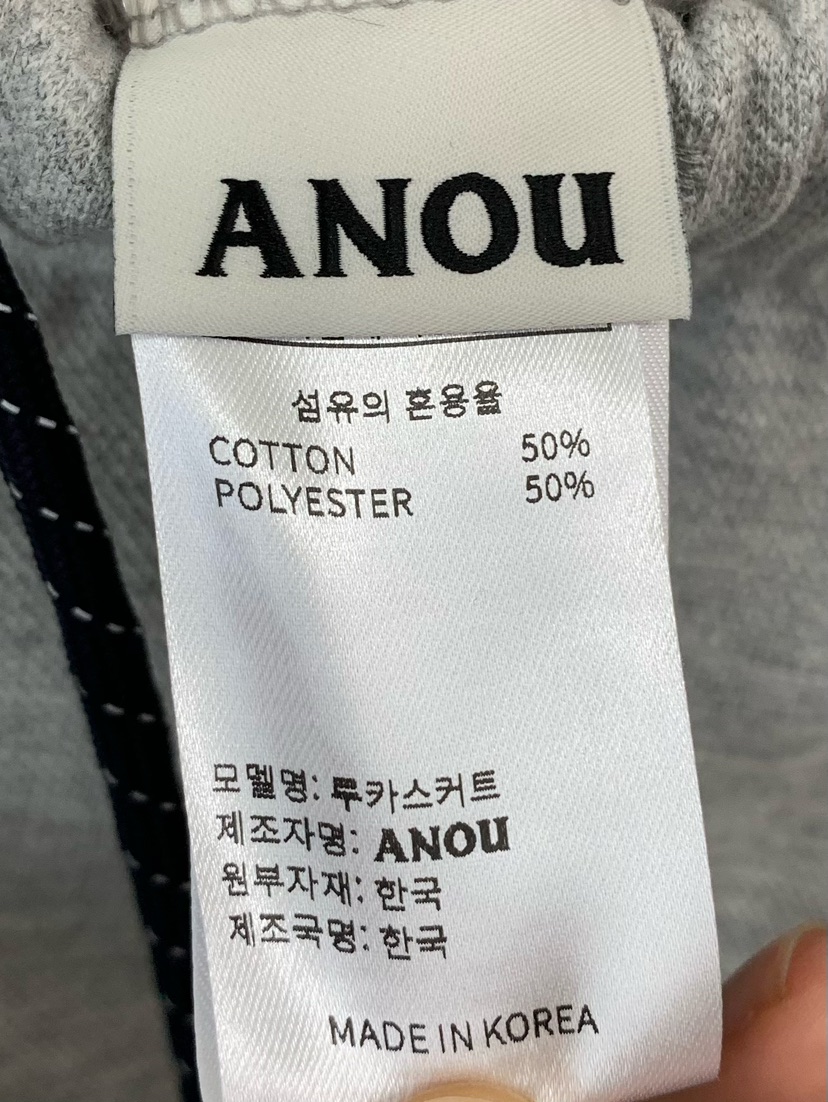 ANOU
섬유의 혼용율
COTTON 50%
POLYESTER 50%
모델명: 루카스커트
제조자명: ANOU
원부자재: 한국
제조국명: 한국
MADE IN KOREA